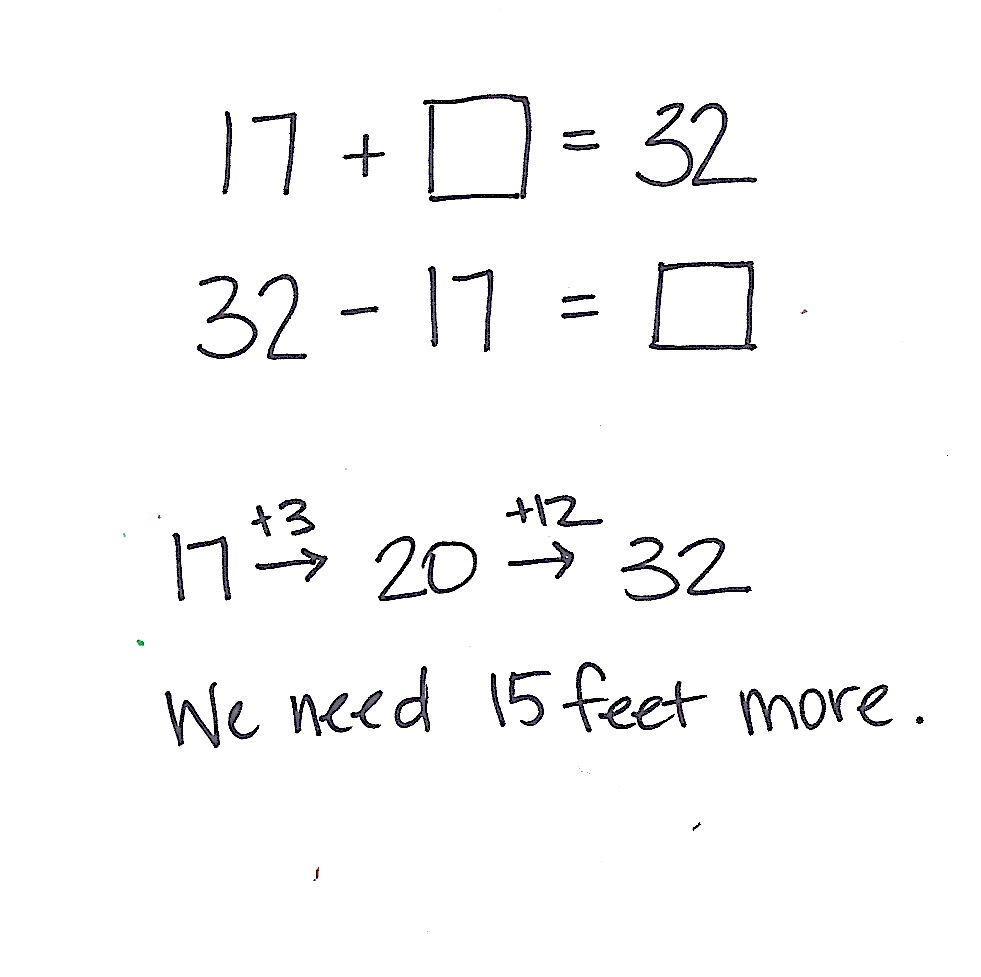 17 + □ = 32
32 - 17 = □
+3 +12
17 → 20 → 32
We need 15 feet more.